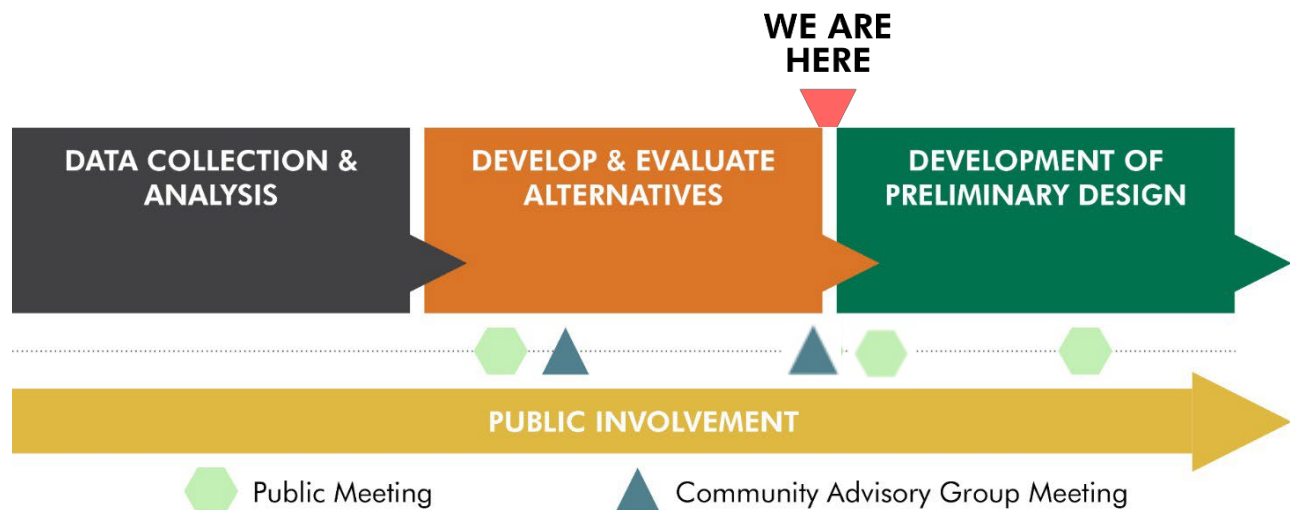 WE ARE
HERE
DATA COLLECTION &
ANALYSIS
DEVELOP & EVALUATE
ALTERNATIVES
DEVELOPMENT OF
PRELIMINARY DESIGN
PUBLIC INVOLVEMENT
Public Meeting
Community Advisory Group Meeting